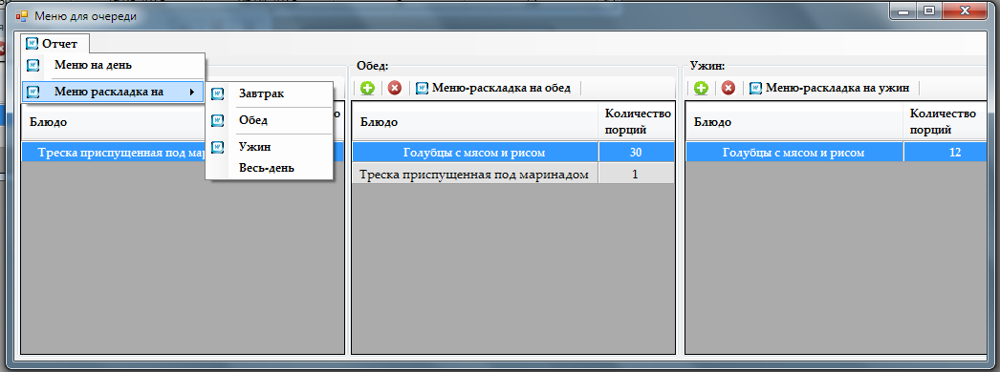 Меню для очереди
Отчет
Меню на день
Меню раскладка на
Завтрак
Обед
Ужин
Весь-день
Блюдо
Треска приспущенная под
Обед:
Меню-раскладка на обед
Блюдо
Количество
порций
Голубцы с мясом и рисом
30
Треска приспущенная под маринадом
1
Ужин:
Меню-раскладка на ужин
Блюдо
Количество
порций
Голубцы с мясом и рисом
12